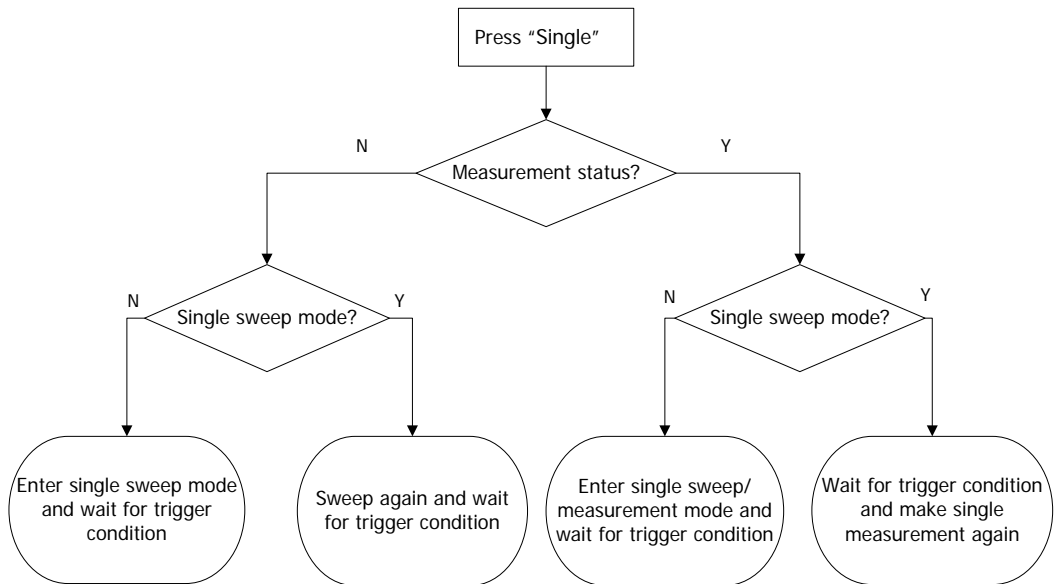 Press “Single”
N
Y
Measurement status?
N
Y
N
Y
Single sweep mode?
Single sweep mode?
Enter single sweep mode
and wait for trigger
condition
Sweep again and wait
for trigger condition
Enter single sweep/
measurement mode and
wait for trigger condition
Wait for trigger condition
and make single
measurement again